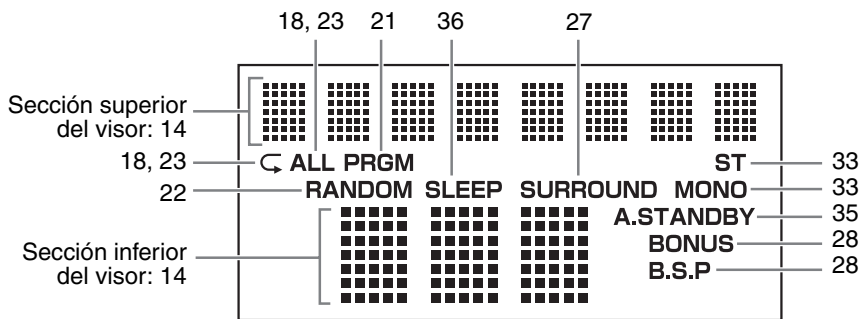 18, 23 21 36 27
Sección superior
del visor: 14
18, 23 ALL PRGM ST 33
22 RANDOM SLEEP SURROUND MONO 33
A.STANDBY 35
BONUS 28
Sección inferior
del visor: 14
B.S.P 28